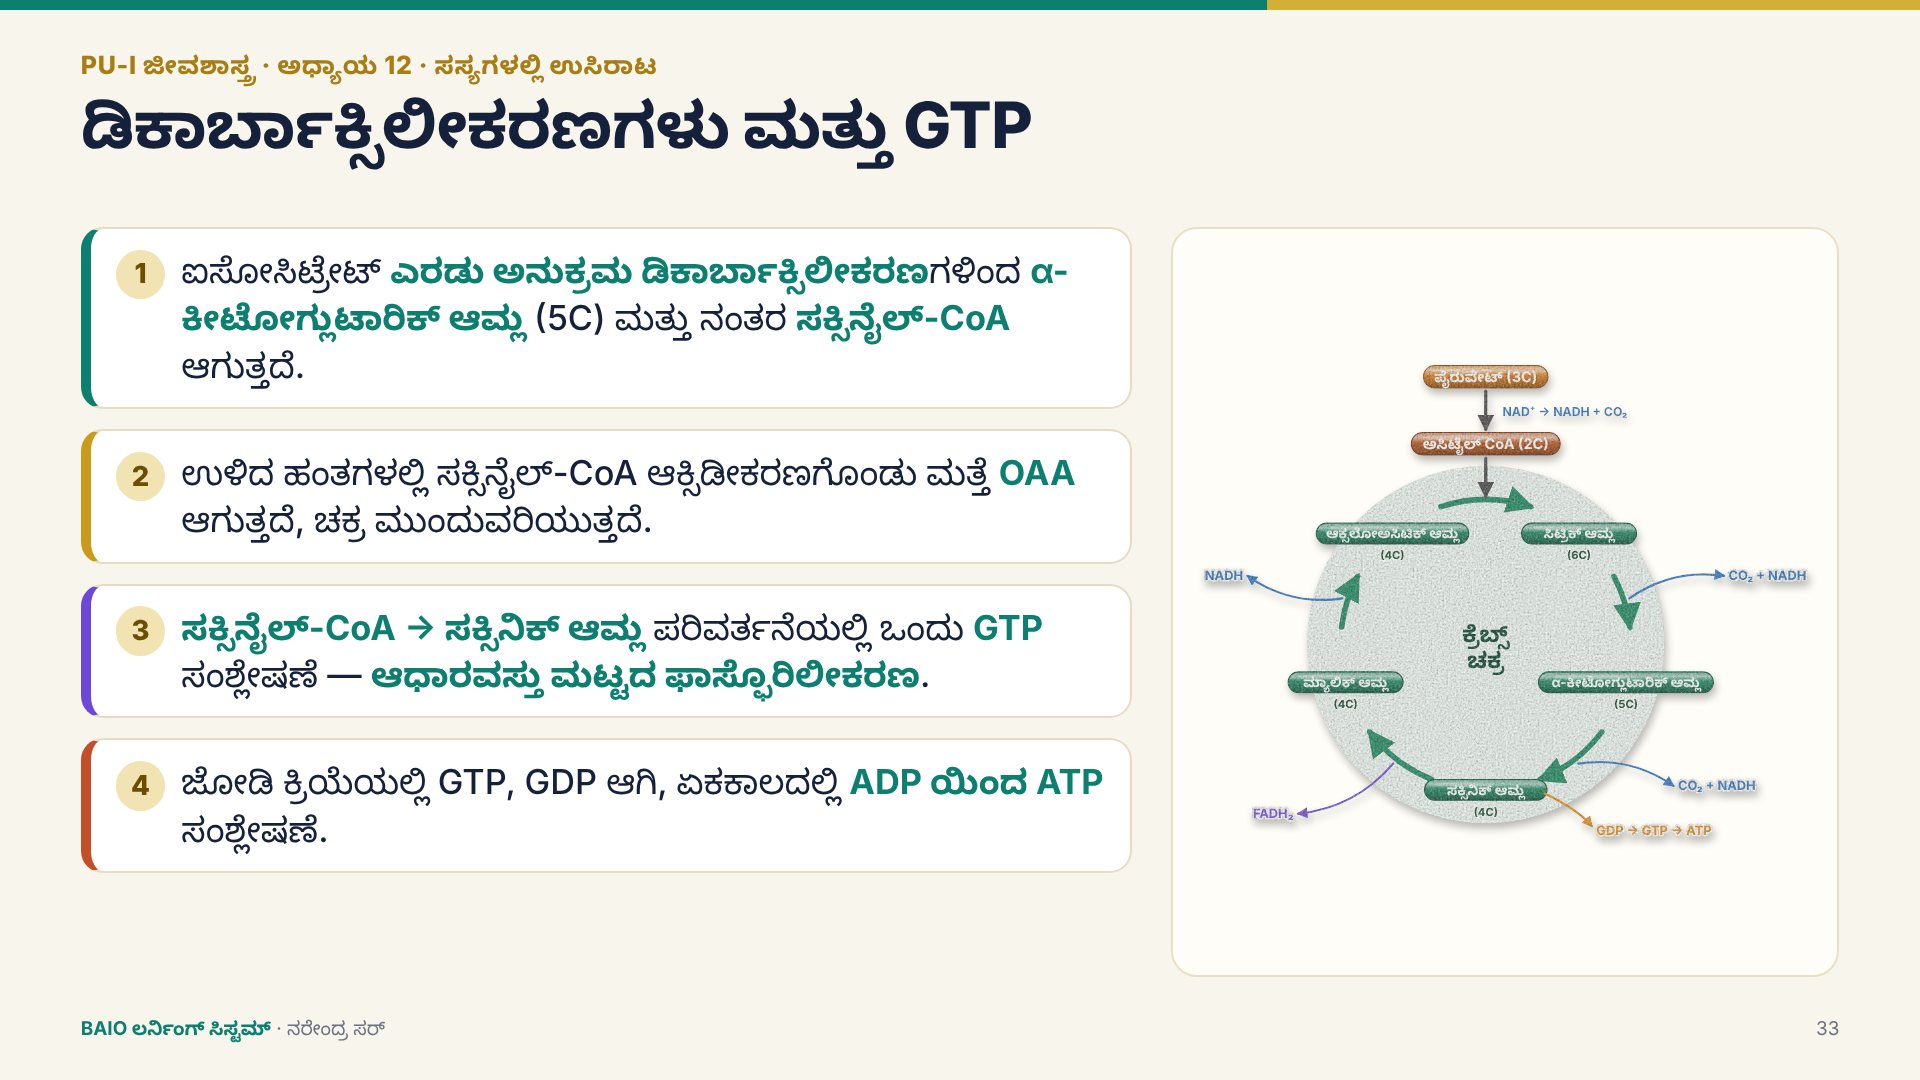 PU-I ಜೀವಶಾಸ್ತ್ರ · ಅಧ್ಯಾಯ 12 · ಸಸ್ಯಗಳಲ್ಲಿ ಉಸಿರಾಟ
ಡಿಕಾರ್ಬಾಕ್ಸಿಲೀಕರಣಗಳು ಮತ್ತು GTP
1
ಐಸೋಸಿಟ್ರೇಟ್ ಎರಡು ಅನುಕ್ರಮ ಡಿಕಾರ್ಬಾಕ್ಸಿಲೀಕರಣಗಳಿಂದ α-
ಕೀಟೋಗ್ಲುಟಾರಿಕ್ ಆಮ್ಲ (5C) ಮತ್ತು ನಂತರ ಸಕ್ಸಿನೈಲ್-CoA
ಆಗುತ್ತದೆ.
2
ಉಳಿದ ಹಂತಗಳಲ್ಲಿ ಸಕ್ಸಿನೈಲ್-CoA ಆಕ್ಸಿಡೀಕರಣಗೊಂಡು ಮತ್ತೆ OAA
ಆಗುತ್ತದೆ, ಚಕ್ರ ಮುಂದುವರಿಯುತ್ತದೆ.
3
ಸಕ್ಸಿನೈಲ್-CoA → ಸಕ್ಸಿನಿಕ್ ಆಮ್ಲ ಪರಿವರ್ತನೆಯಲ್ಲಿ ಒಂದು GTP
ಸಂಶ್ಲೇಷಣೆ — ಆಧಾರವಸ್ತು ಮಟ್ಟದ ಫಾಸ್ಫೊರಿಲೀಕರಣ.
4
ಜೋಡಿ ಕ್ರಿಯೆಯಲ್ಲಿ GTP, GDP ಆಗಿ, ಏಕಕಾಲದಲ್ಲಿ ADP ಯಿಂದ ATP
ಸಂಶ್ಲೇಷಣೆ.
ಪೈರುವೇಟ್ (3C)
NAD⁺ → NADH + CO₂
ಅಸಿಟೈಲ್ CoA (2C)
ಆಕ್ಸಲೋಅಸಿಟಿಕ್ ಆಮ್ಲ
(4C)
ಸಿಟ್ರಿಕ್ ಆಮ್ಲ
(6C)
NADH
CO₂ + NADH
ಕ್ರೆಬ್ಸ್
ಚಕ್ರ
ಮ್ಯಾಲಿಕ್ ಆಮ್ಲ
(4C)
α-ಕೀಟೋಗ್ಲುಟಾರಿಕ್ ಆಮ್ಲ
(5C)
ಸಕ್ಸಿನಿಕ್ ಆಮ್ಲ
(4C)
CO₂ + NADH
FADH₂
GDP → GTP → ATP
BAIO ಲರ್ನಿಂಗ್ ಸಿಸ್ಟಮ್ · ನರೇಂದ್ರ ಸರ್
33